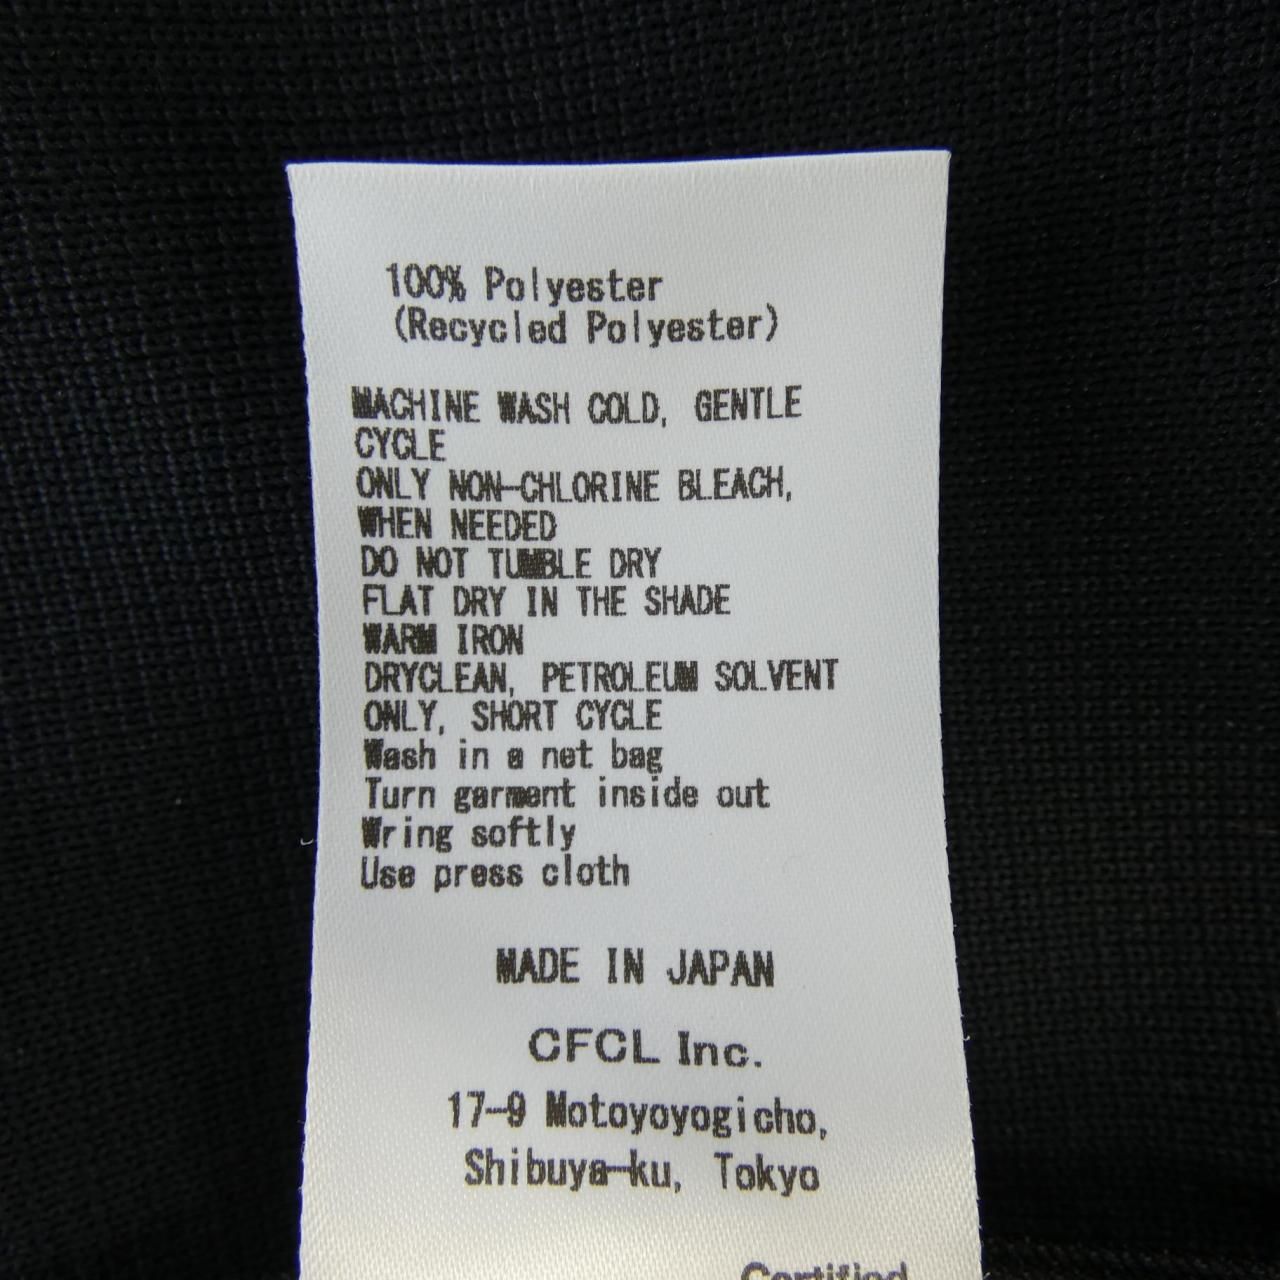 100% Polyester
(Recycled Polyester)
MACHINE WASH COLD, GENTLE
CYCLE
ONLY NON-CHLORINE BLEACH,
WHEN NEEDED
DO NOT TUMBLE DRY
FLAT DRY IN THE SHADE
WARM IRON
DRYCLEAN, PETROLEUM SOLVENT
ONLY, SHORT CYCLE
Wash in a net bag
Turn garment inside out
Wring softly
Use press cloth
MADE IN JAPAN
CFCL Inc.
17-9 Motoyoyogicho,
Shibuya-ku, Tokyo
Certified